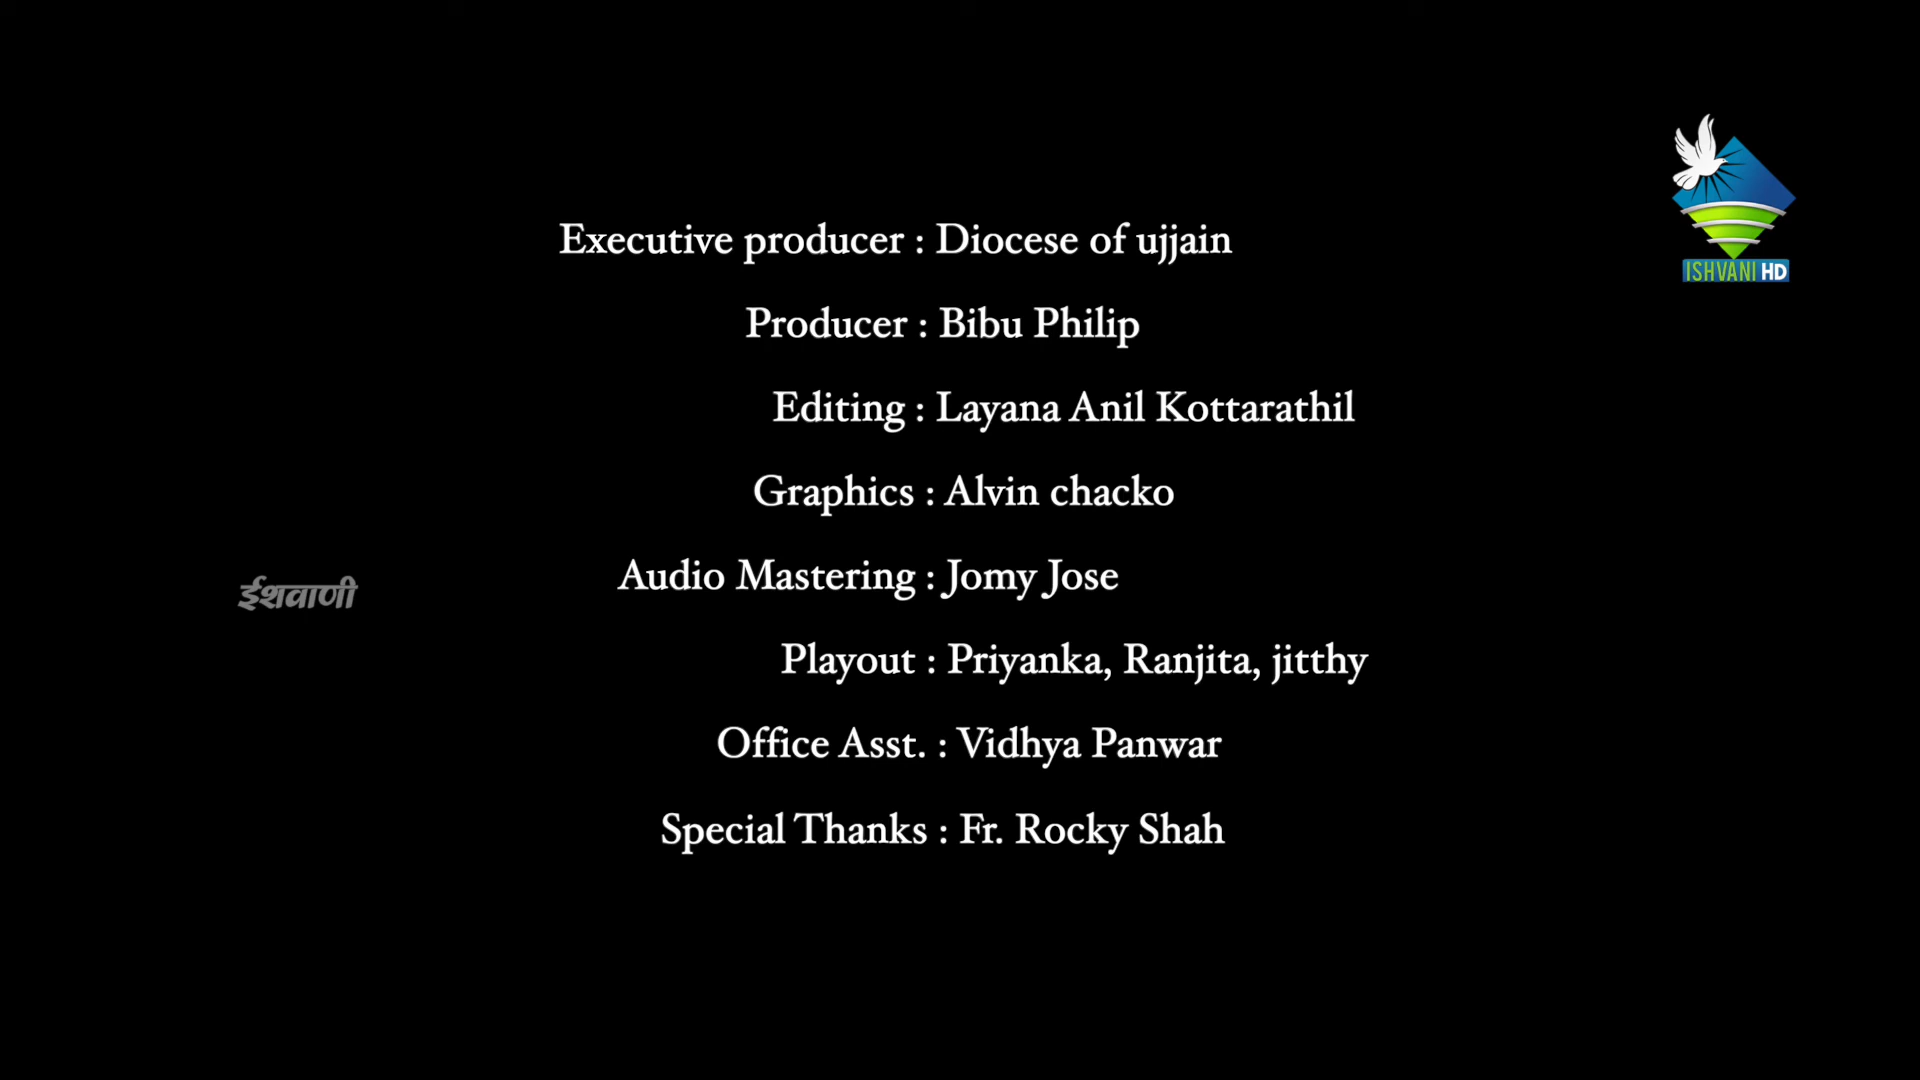 Executive producer : Diocese of ujjain
ISHVANI HD
Producer : Bibu Philip
Editing : Layana Anil Kottarathil
Graphics : Alvin chacko
Audio Mastering : Jomy Jose
ईशवाणी
Playout : Priyanka, Ranjita, jitthy
Office Asst. : Vidhya Panwar
Special Thanks : Fr. Rocky Shah